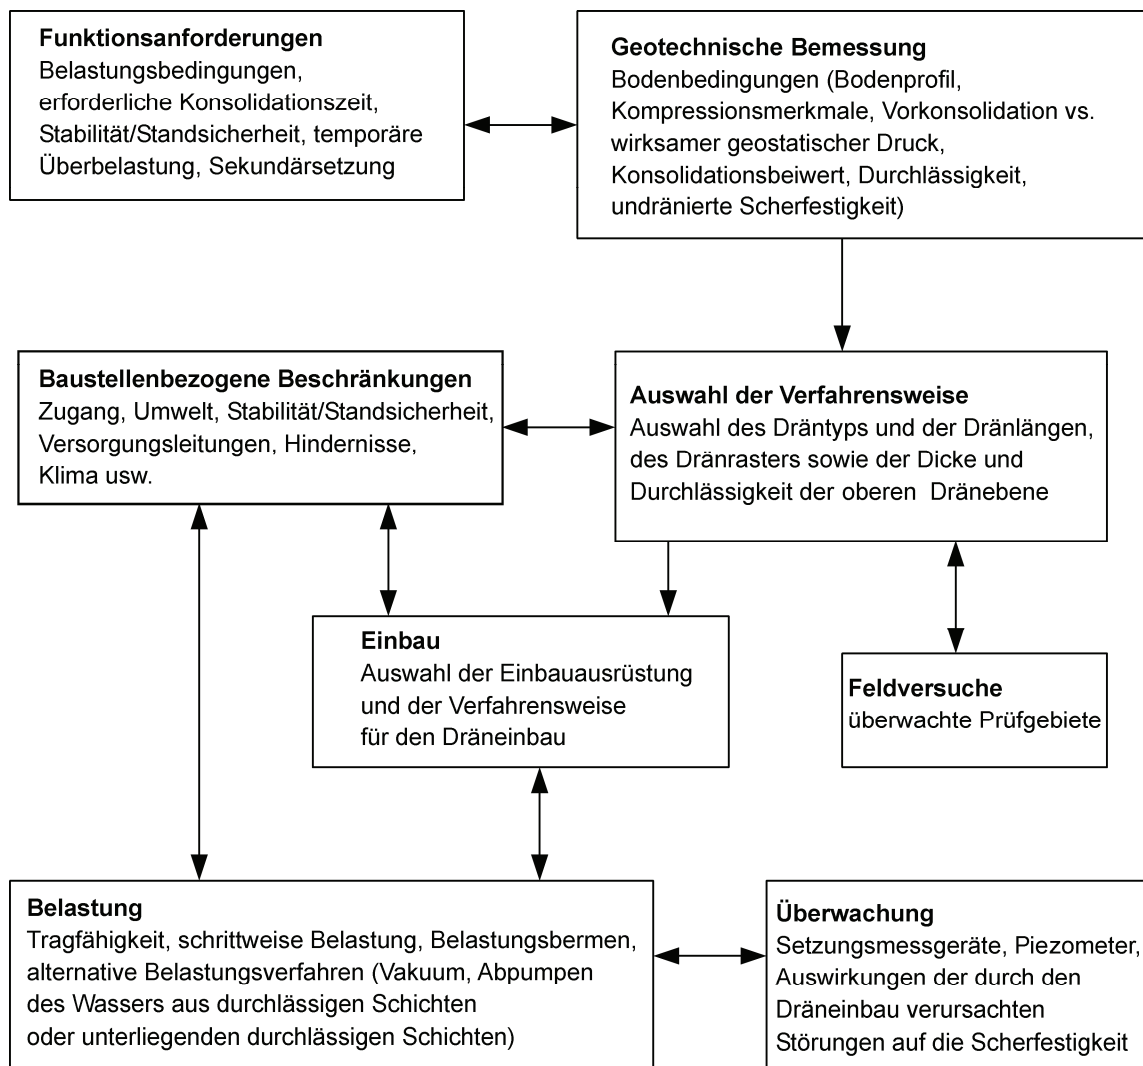 Funktionsanforderungen
Belastungsbedingungen,
erforderliche Konsolidationszeit,
Stabilität/Standsicherheit, temporäre
Überbelastung, Sekundärsetzung
Geotechnische Bemessung
Bodenbedingungen (Bodenprofil,
Kompressionsmerkmale, Vorkonsolidation vs.
wirksamer geostatischer Druck,
Konsolidationsbeiwert, Durchlässigkeit,
undränierte Scherfestigkeit)
Baustellenbezogene Beschränkungen
Zugang, Umwelt, Stabilität/Standsicherheit,
Versorgungsleitungen, Hindernisse,
Klima usw.
Auswahl der Verfahrensweise
Auswahl des Dräntyps und der Dränlängen,
des Dränrasters sowie der Dicke und
Durchlässigkeit der oberen Dränebene
Einbau
Auswahl der Einbauausrüstung
und der Verfahrensweise
für den Dräneinbau
Feldversuche
überwachte Prüfgebiete
Belastung
Tragfähigkeit, schrittweise Belastung, Belastungsbermen,
alternative Belastungsverfahren (Vakuum, Abpumpen
des Wassers aus durchlässigen Schichten
oder unterliegenden durchlässigen Schichten)
Überwachung
Setzungsmessgeräte, Piezometer,
Auswirkungen der durch den
Dräneinbau verursachten
Störungen auf die Scherfestigkeit